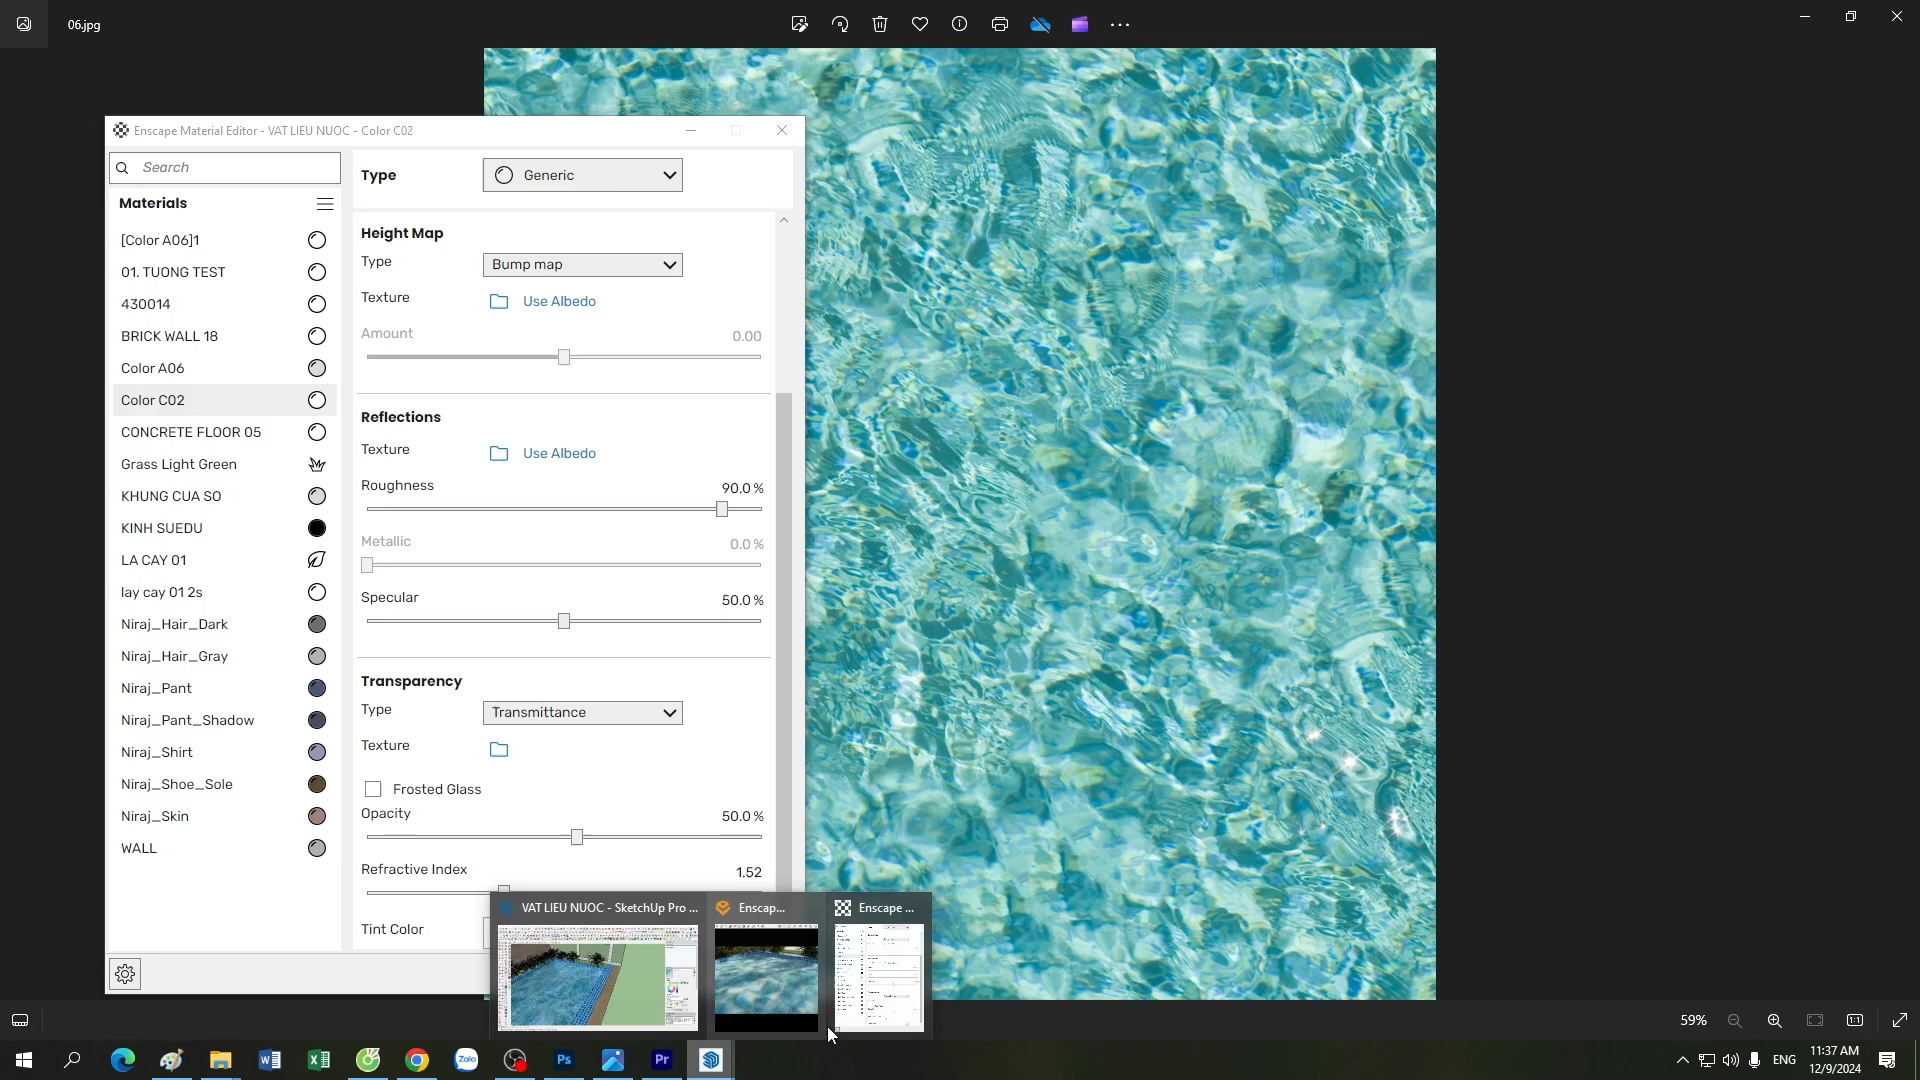 06.jpg
Enscape Material Editor - VAT LIEU NUOC - Color C02
Search
Materials
[Color A06]1
01. TUONG TEST
430014
BRICK WALL 18
Color A06
Color C02
CONCRETE FLOOR 05
Grass Light Green
KHUNG CUA SO
KINH SUEDU
LA CAY 01
lay cay 01 2s
Niraj_Hair_Dark
Niraj_Hair_Gray
Niraj_Pant
Niraj_Pant_Shadow
Niraj_Shirt
Niraj_Shoe_Sole
Niraj_Skin
WALL
Type Generic
Height Map
Type Bump map
Texture Use Albedo
Amount 0.00
Reflections
Texture Use Albedo
Roughness 90.0 %
Metallic 0.0 %
Specular 50.0 %
Transparency
Type Transmittance
Texture
Frosted Glass
Opacity 50.0 %
Refractive Index 1.52
Tint Color
VAT LIEU NUOC - SketchUp Pro ...
Enscap...
Enscape ...
59%
1:1
Zalo
Ps
Pr
ENG
11:37 AM
12/9/2024